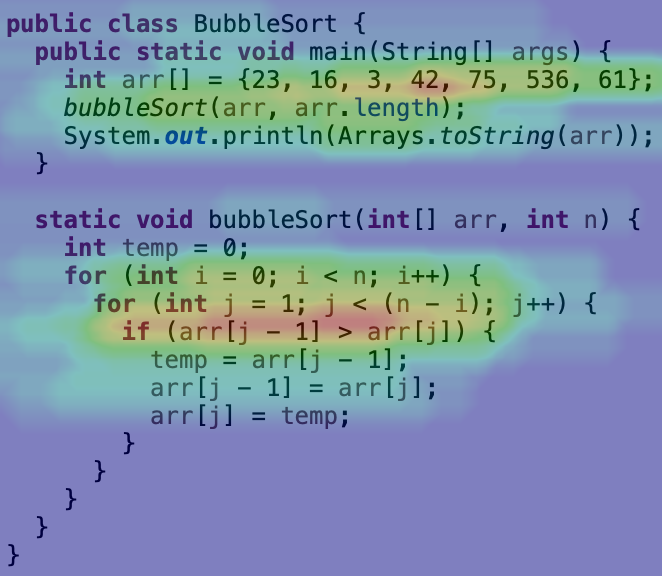 public class BubbleSort {
  public static void main(String[] args) {
    int arr[] = {23, 16, 3, 42, 75, 536, 61};
    bubbleSort(arr, arr.length);
    System.out.println(Arrays.toString(arr));
  }

  static void bubbleSort(int[] arr, int n) {
    int temp = 0;
    for (int i = 0; i < n; i++) {
      for (int j = 1; j < (n - i); j++) {
        if (arr[j - 1] > arr[j]) {
          temp = arr[j - 1];
          arr[j - 1] = arr[j];
          arr[j] = temp;
        }
      }
    }
  }
}